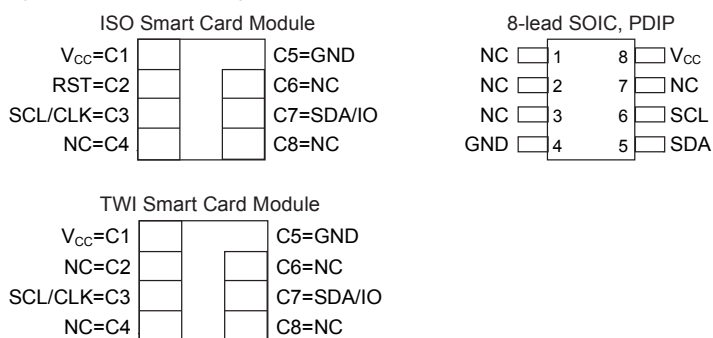 ISO Smart Card Module
V_CC=C1 C5=GND
RST=C2 C6=NC
SCL/CLK=C3 C7=SDA/IO
NC=C4 C8=NC
8-lead SOIC, PDIP
NC 1 8 V_CC
NC 2 7 NC
NC 3 6 SCL
GND 4 5 SDA
TWI Smart Card Module
V_CC=C1 C5=GND
NC=C2 C6=NC
SCL/CLK=C3 C7=SDA/IO
NC=C4 C8=NC